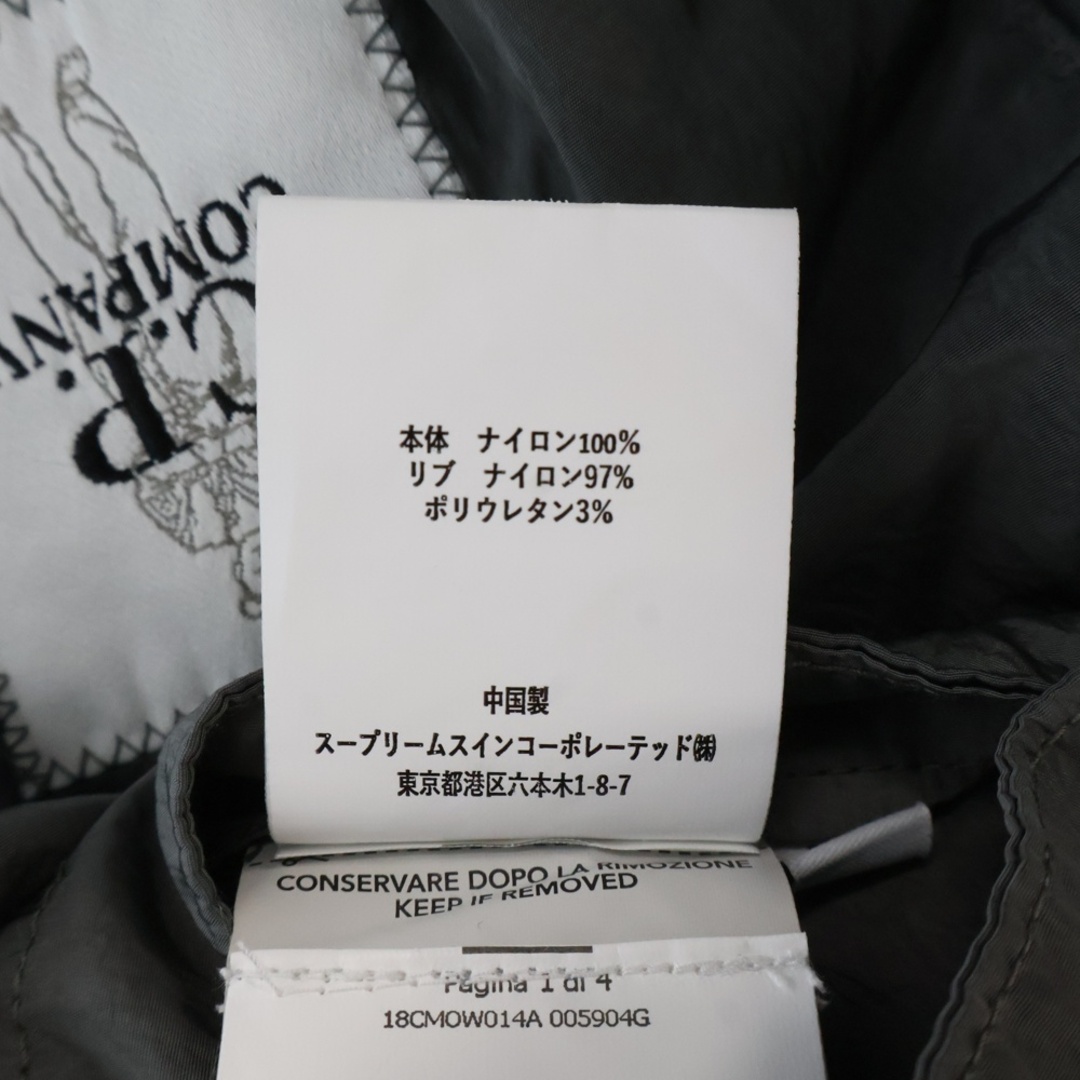 C.P.
COMPANY
本体　ナイロン100%
リブ　ナイロン97%
ポリウレタン3%
中国製
スープリームスインコーポレーテッド㈱
東京都港区六本木1-8-7
CONSERVARE DOPO LA RIMOZIONE
KEEP IF REMOVED
Pagina 1 di 4
18CMOW014A 005904G